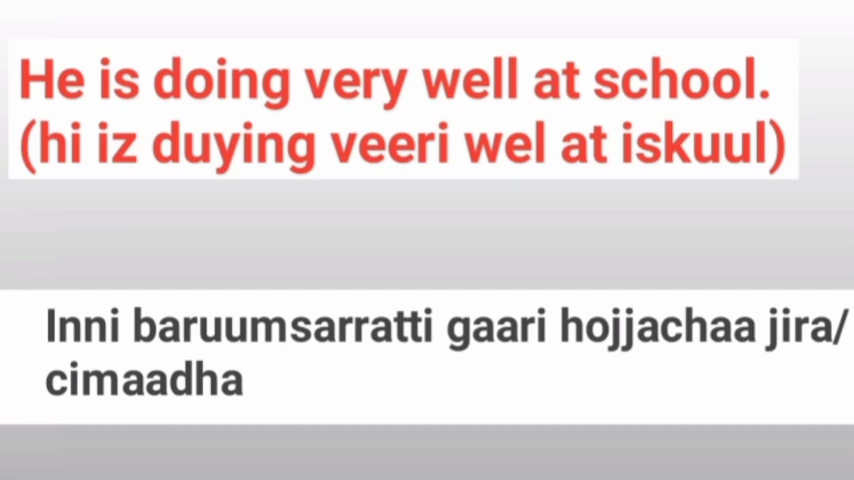 He is doing very well at school.
(hi iz duying veeri wel at iskuul)
Inni baruumsarratti gaari hojjachaa jira/
cimaadha